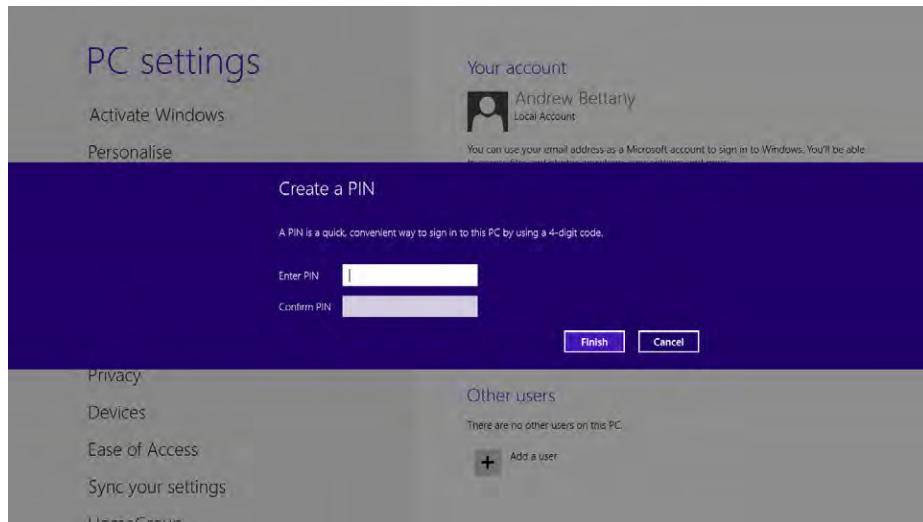 PC settings
Activate Windows
Personalise
Your account
Andrew Bettany
Local Account
You can use your email address as a Microsoft account to sign in to Windows. You'll be able
Create a PIN
A PIN is a quick, convenient way to sign in to this PC by using a 4-digit code.
Enter PIN
Confirm PIN
Finish Cancel
Privacy
Devices
Ease of Access
Sync your settings
HomeGroup
Other users
There are no other users on this PC.
+ Add a user